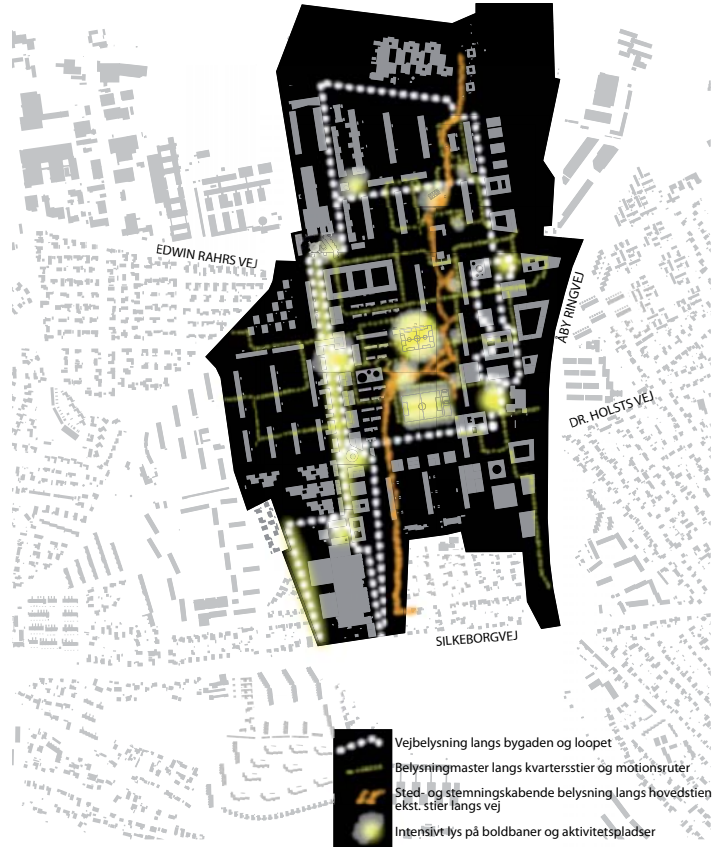 EDWIN RAHRS VEJ
ÅBY RINGVEJ
DR. HOLSTS VEJ
SILKEBORGVEJ
Vejbelysning langs bygaden og loopet
Belysningmaster langs kvartersstier og motionsruter
Sted- og stemningskabende belysning langs hovedstien
ekst. stier langs vej
Intensivt lys på boldbaner og aktivitetspladser